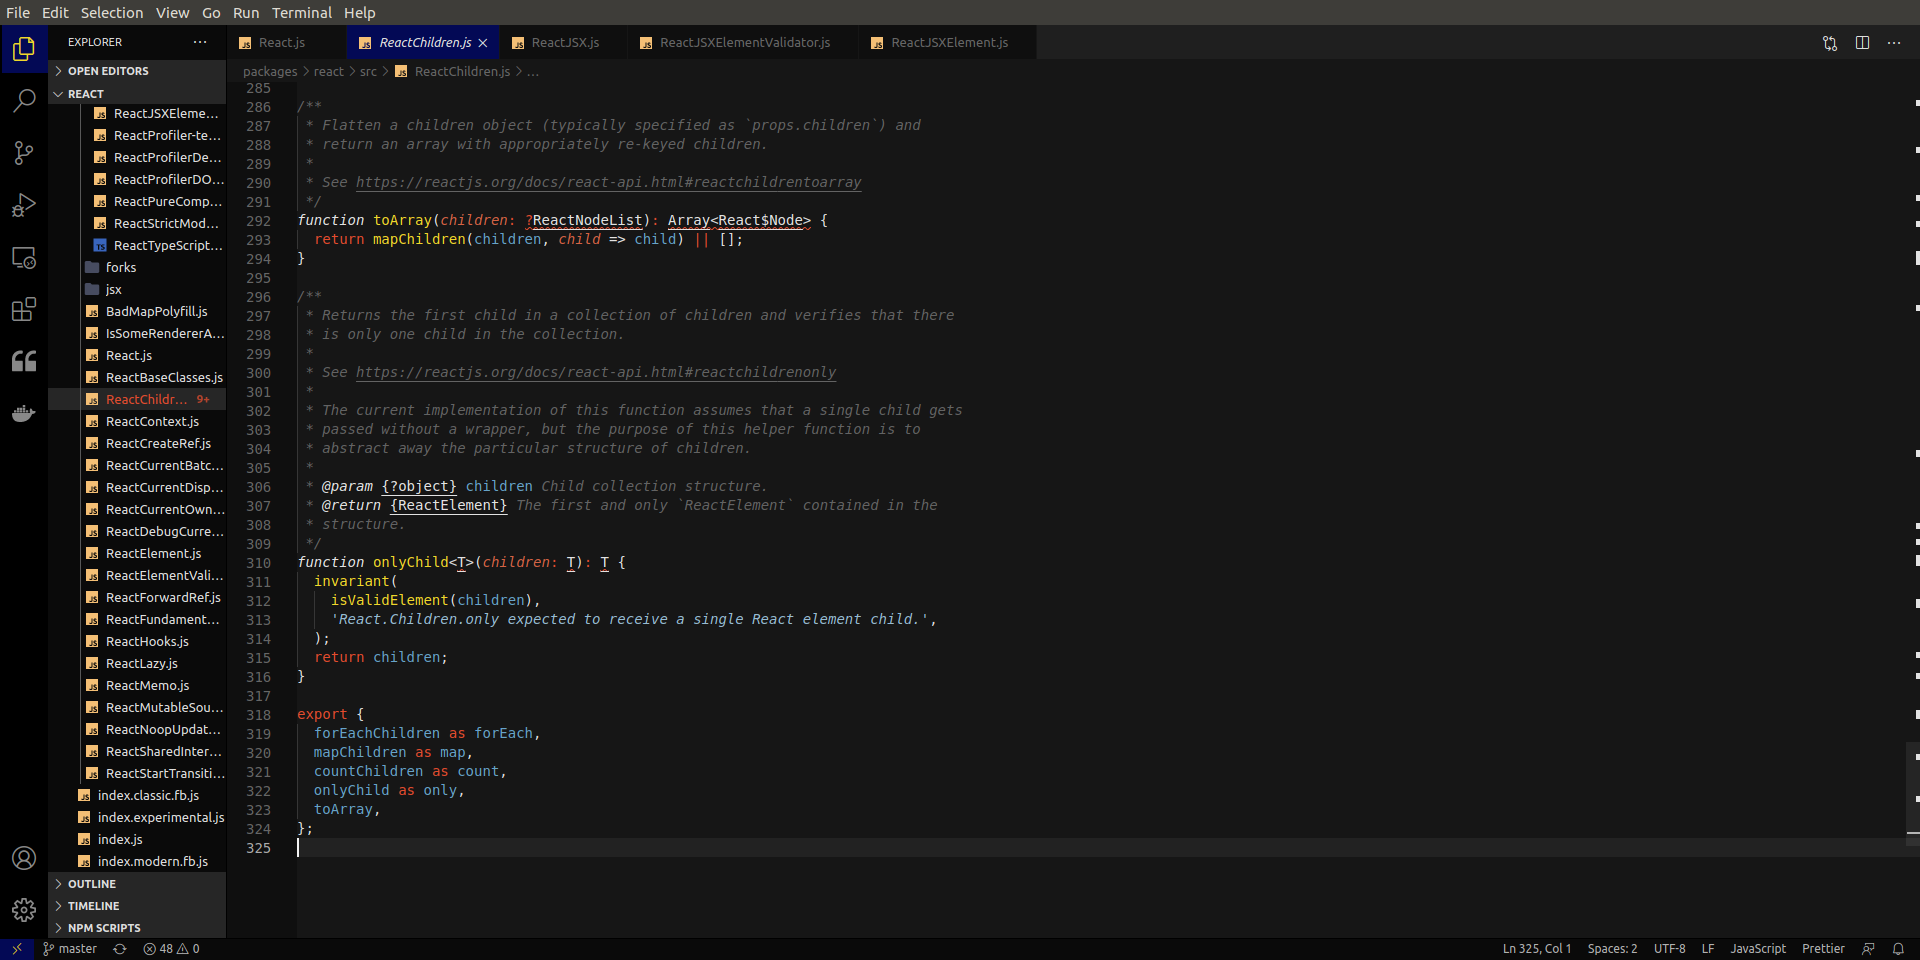 File Edit Selection View Go Run Terminal Help
EXPLORER ...
React.js
ReactChildren.js
ReactJSX.js
ReactJSXElementValidator.js
ReactJSXElement.js
packages > react > src > JS ReactChildren.js > ...
OPEN EDITORS
REACT
ReactJSXEleme...
ReactProfiler-te...
ReactProfilerDe...
ReactProfilerDO...
ReactPureComp...
ReactStrictMod...
ReactTypeScript...
forks
jsx
BadMapPolyfill.js
IsSomeRendererA...
React.js
ReactBaseClasses.js
ReactChildr... 9+
ReactContext.js
ReactCreateRef.js
ReactCurrentBatc...
ReactCurrentDisp...
ReactCurrentOwn...
ReactDebugCurre...
ReactElement.js
ReactElementVali...
ReactForwardRef.js
ReactFundament...
ReactHooks.js
ReactLazy.js
ReactMemo.js
ReactMutableSou...
ReactNoopUpdat...
ReactSharedInter...
ReactStartTransiti...
index.classic.fb.js
index.experimental.js
index.js
index.modern.fb.js
OUTLINE
TIMELINE
NPM SCRIPTS
285
286 /**
287 * Flatten a children object (typically specified as `props.children`) and
288 * return an array with appropriately re-keyed children.
289 *
290 * See https://reactjs.org/docs/react-api.html#reactchildrentoarray
291 */
292 function toArray(children: ?ReactNodeList): Array<React$Node> {
293 return mapChildren(children, child => child) || [];
294 }
295
296 /**
297 * Returns the first child in a collection of children and verifies that there
298 * is only one child in the collection.
299 *
300 * See https://reactjs.org/docs/react-api.html#reactchildrenonly
301 *
302 * The current implementation of this function assumes that a single child gets
303 * passed without a wrapper, but the purpose of this helper function is to
304 * abstract away the particular structure of children.
305 *
306 * @param {?object} children Child collection structure.
307 * @return {ReactElement} The first and only `ReactElement` contained in the
308 * structure.
309 */
310 function onlyChild<T>(children: T): T {
311 invariant(
312 isValidElement(children),
313 'React.Children.only expected to receive a single React element child.',
314 );
315 return children;
316 }
317
318 export {
319 forEachChildren as forEach,
320 mapChildren as map,
321 countChildren as count,
322 onlyChild as only,
323 toArray,
324 };
325
master 48 0
Ln 325, Col 1 Spaces: 2 UTF-8 LF JavaScript Prettier